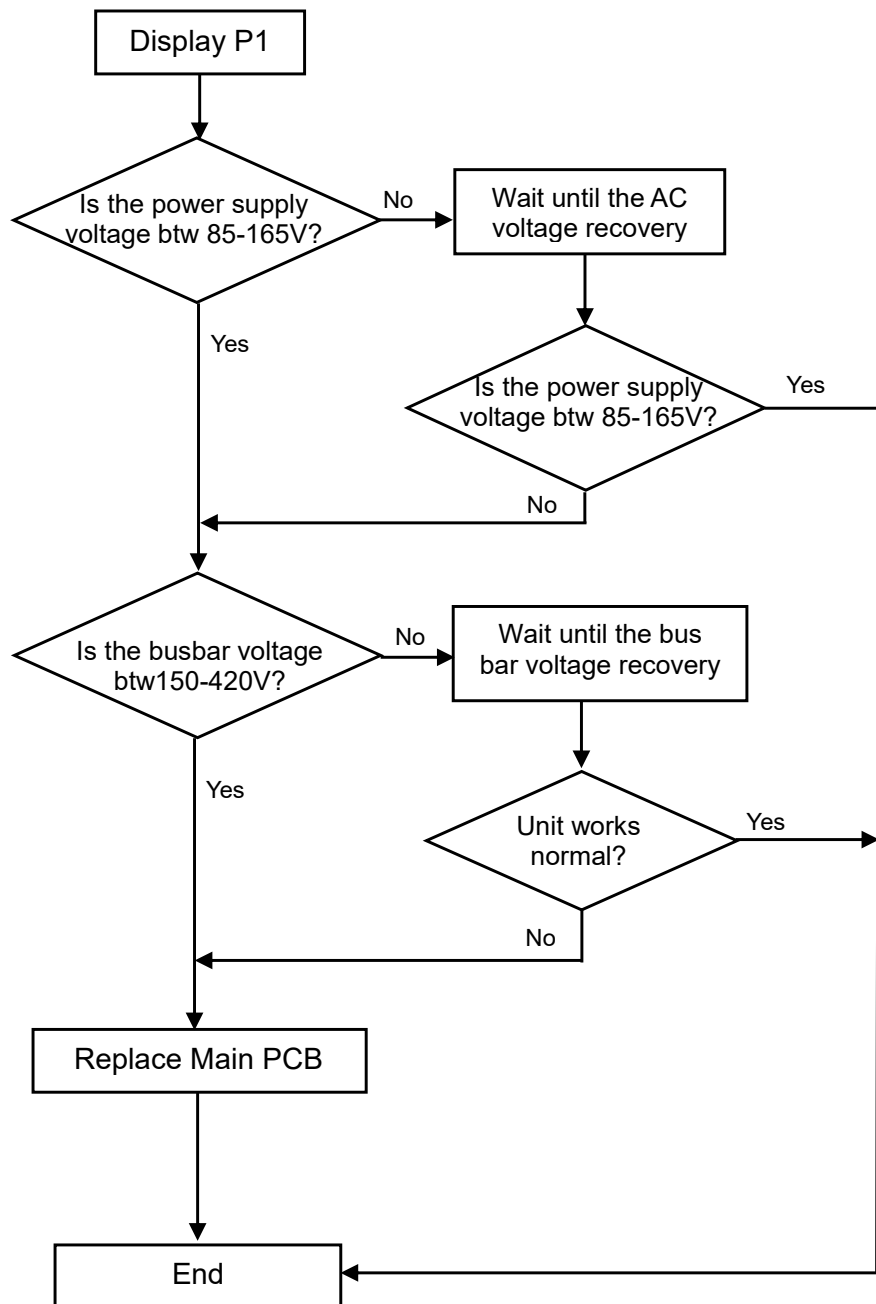 Display P1
Is the power supply
voltage btw 85-165V?
No
Wait until the AC
voltage recovery
Yes
Is the power supply
voltage btw 85-165V?
Yes
No
Is the busbar voltage
btw150-420V?
No
Wait until the bus
bar voltage recovery
Yes
Unit works
normal?
Yes
No
Replace Main PCB
End